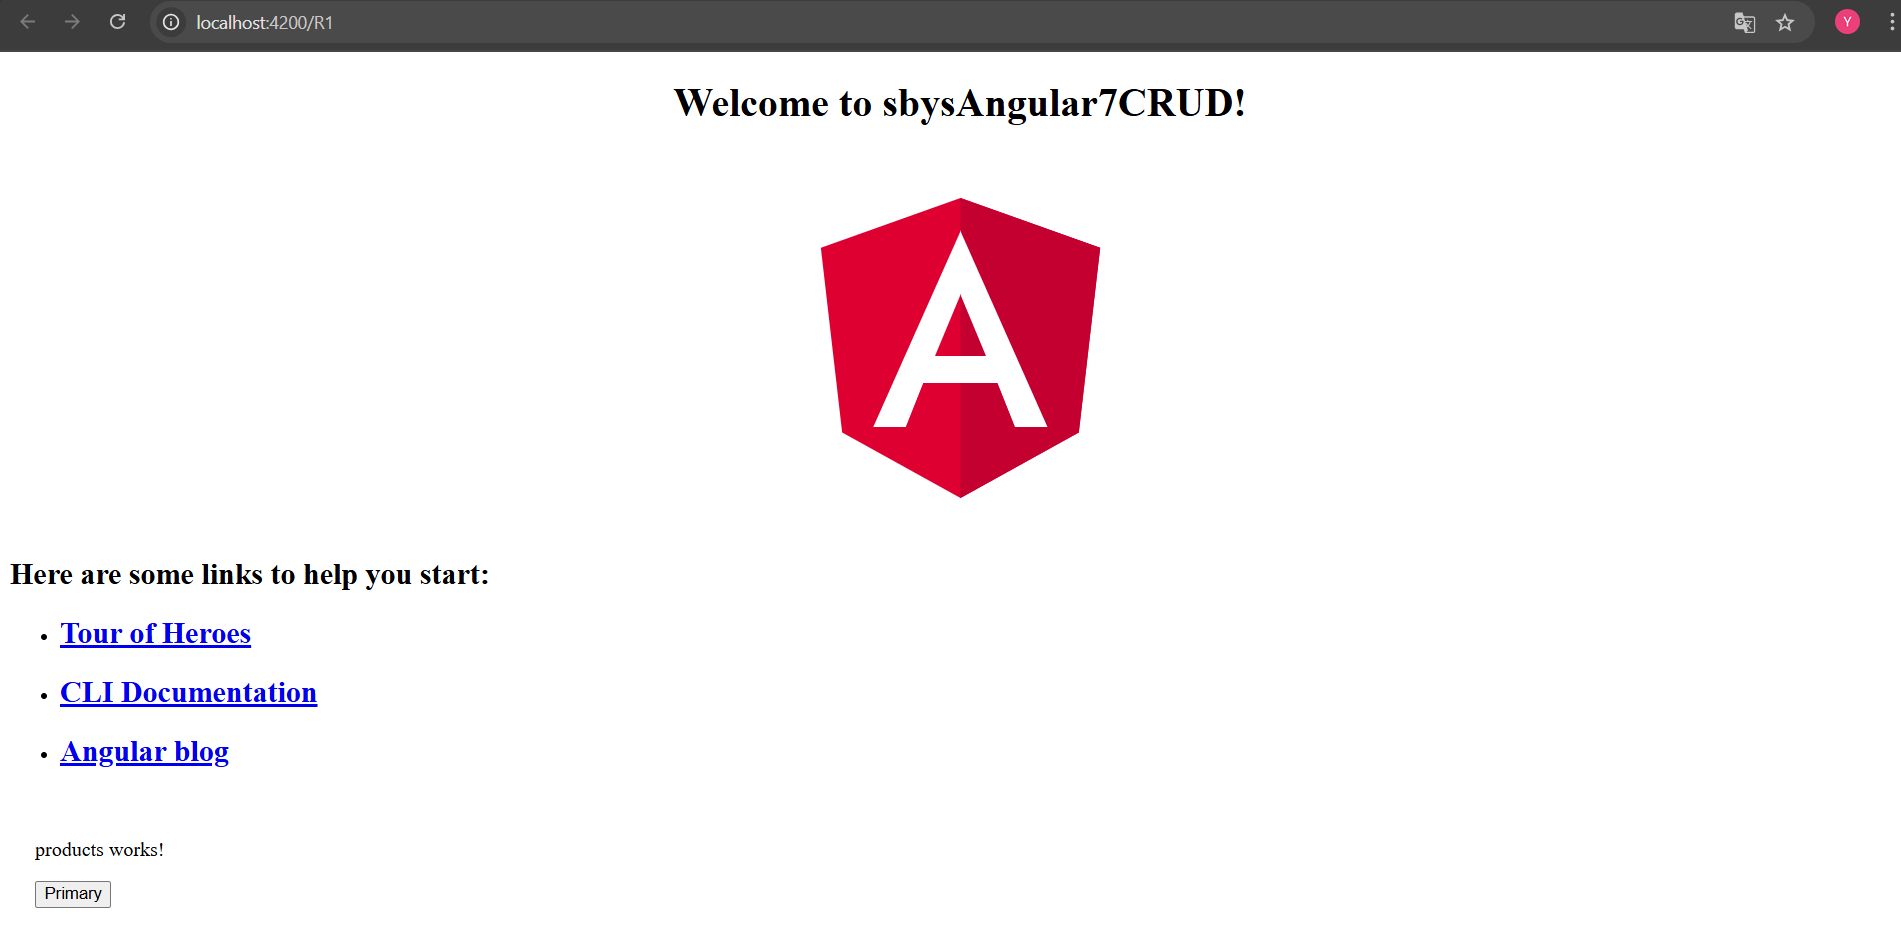 localhost:4200/R1
Y
Welcome to sbysAngular7CRUD!
A
Here are some links to help you start:
Tour of Heroes
CLI Documentation
Angular blog
products works!
Primary